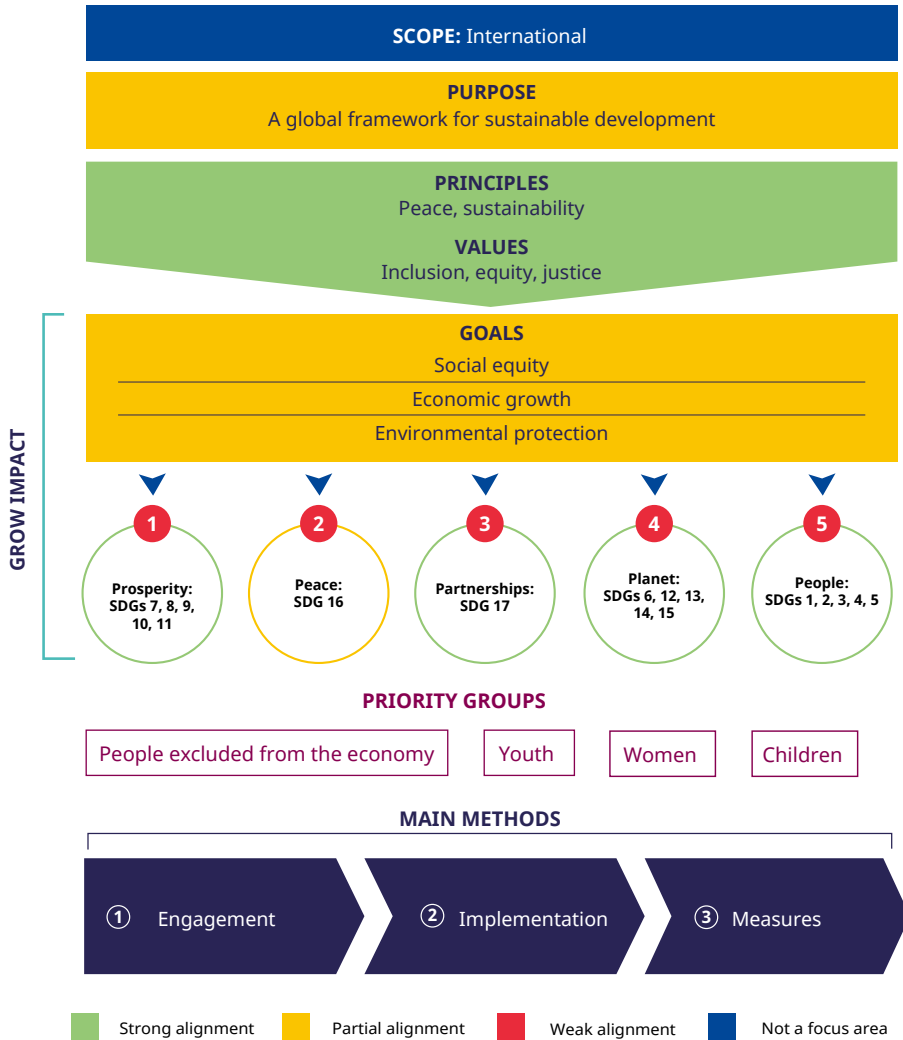 SCOPE: International
PURPOSE
A global framework for sustainable development
PRINCIPLES
Peace, sustainability
VALUES
Inclusion, equity, justice
GROW IMPACT
GOALS
Social equity
Economic growth
Environmental protection
1
Prosperity:
SDGs 7, 8, 9,
10, 11
2
Peace:
SDG 16
3
Partnerships:
SDG 17
4
Planet:
SDGs 6, 12, 13,
14, 15
5
People:
SDGs 1, 2, 3, 4, 5
PRIORITY GROUPS
People excluded from the economy
Youth
Women
Children
MAIN METHODS
1 Engagement
2 Implementation
3 Measures
Strong alignment
Partial alignment
Weak alignment
Not a focus area